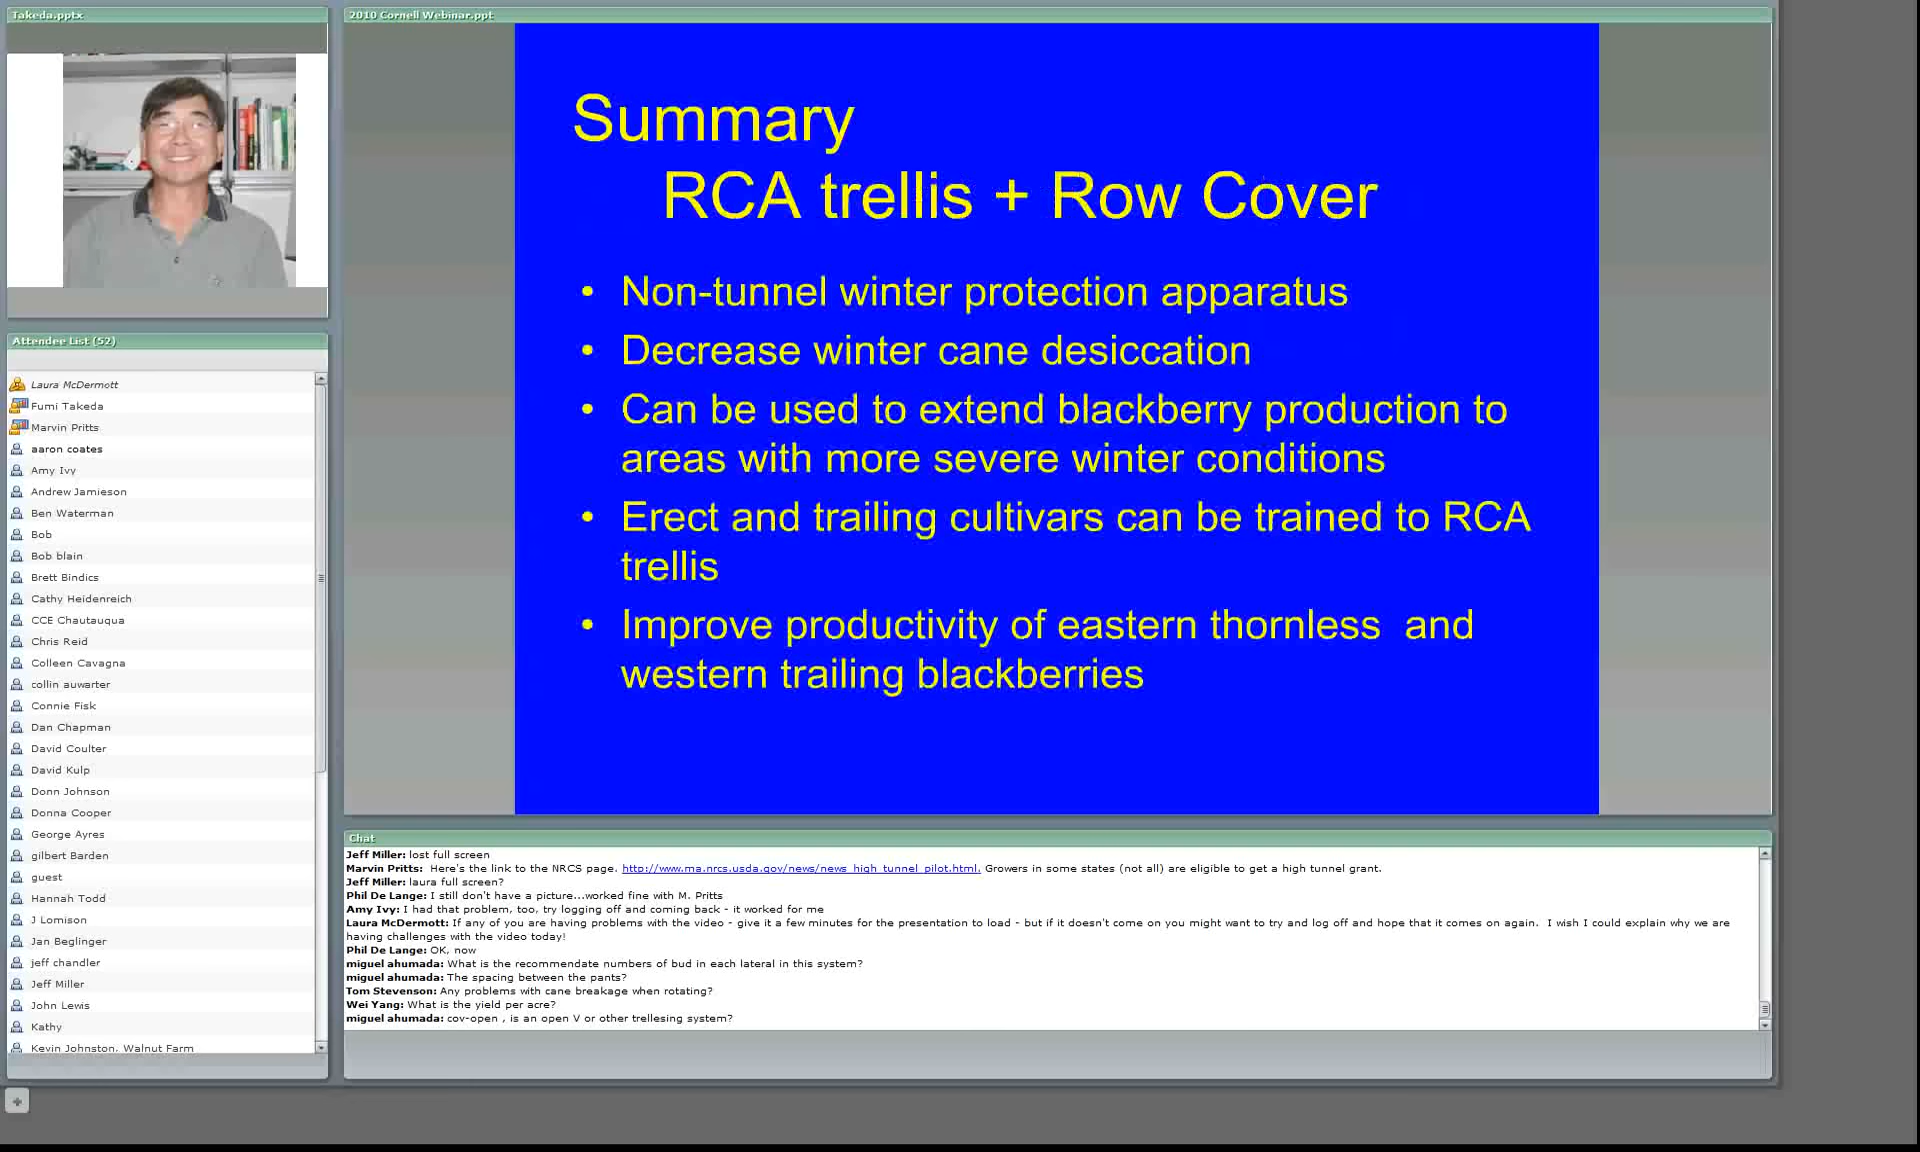 Takeda.pptx
2010 Cornell Webinar.ppt
Summary
RCA trellis + Row Cover
• Non-tunnel winter protection apparatus
• Decrease winter cane desiccation
• Can be used to extend blackberry production to
areas with more severe winter conditions
• Erect and trailing cultivars can be trained to RCA
trellis
• Improve productivity of eastern thornless  and
western trailing blackberries
Attendee List (52)
Laura McDermott
Fumi Takeda
Marvin Pritts
aaron coates
Amy Ivy
Andrew Jamieson
Ben Waterman
Bob
Bob blain
Brett Bindics
Cathy Heidenreich
CCE Chautauqua
Chris Reid
Colleen Cavagna
collin auwarter
Connie Fisk
Dan Chapman
David Coulter
David Kulp
Donn Johnson
Donna Cooper
George Ayres
gilbert Barden
guest
Hannah Todd
J Lomison
Jan Beglinger
jeff chandler
Jeff Miller
John Lewis
Kathy
Kevin Johnston, Walnut Farm
Chat
Jeff Miller: lost full screen
Marvin Pritts:  Here's the link to the NRCS page.  http://www.ma.nrcs.usda.gov/news/news_high_tunnel_pilot.html. Growers in some states (not all) are eligible to get a high tunnel grant.
Jeff Miller: laura full screen?
Phil De Lange: I still don't have a picture...worked fine with M. Pritts
Amy Ivy: I had that problem, too, try logging off and coming back - it worked for me
Laura McDermott: If any of you are having problems with the video - give it a few minutes for the presentation to load - but if it doesn't come on you might want to try and log off and hope that it comes on again.  I wish I could explain why we are
having challenges with the video today!
Phil De Lange: OK, now
miguel ahumada: What is the recommendate numbers of bud in each lateral in this system?
miguel ahumada: The spacing between the pants?
Tom Stevenson: Any problems with cane breakage when rotating?
Wei Yang: What is the yield per acre?
miguel ahumada: cov-open , is an open V or other trellesing system?